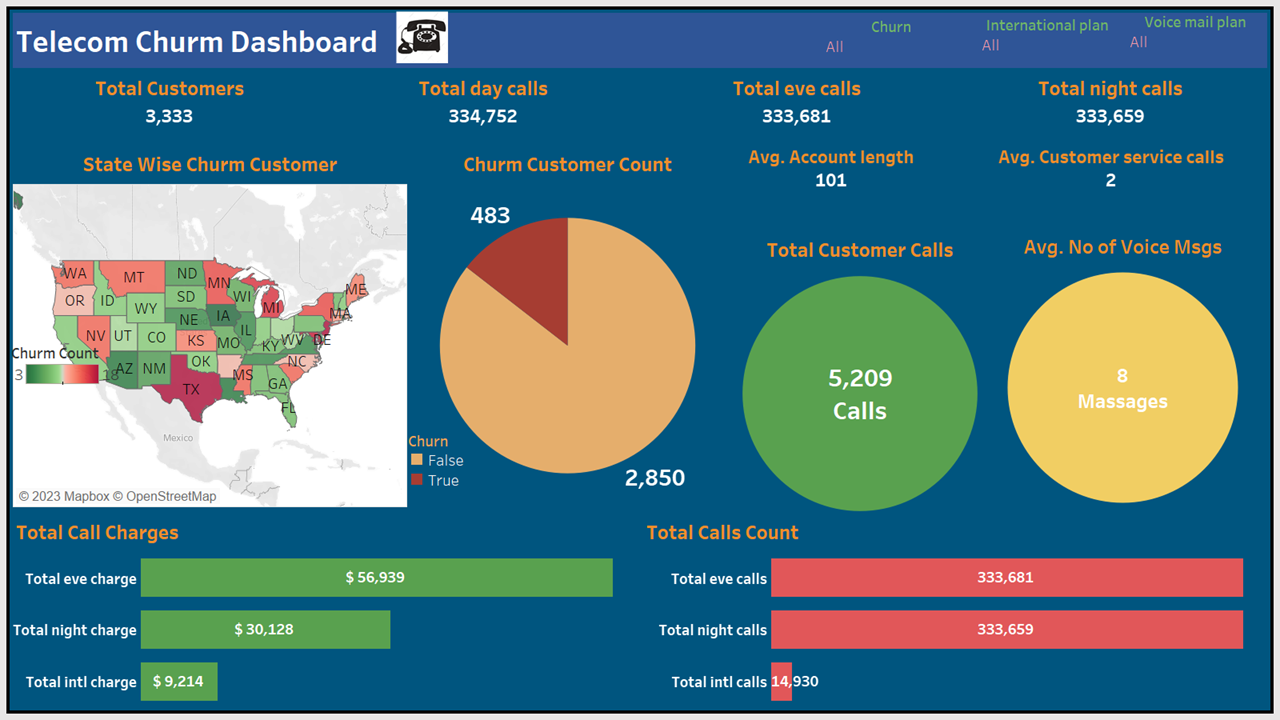 Telecom Churm Dashboard
Churn
All
International plan
All
Voice mail plan
All
Total Customers
3,333
Total day calls
334,752
Total eve calls
333,681
Total night calls
333,659
State Wise Churm Customer
Churm Customer Count
Avg. Account length
101
Avg. Customer service calls
2
WA
MT
ND
MN
ME
OR
ID
SD
WI
MI
WY
MA
NE
IA
NV
UT
CO
KS
MO
IL
KY
WV
DE
AZ
NM
OK
NC
TX
MS
GA
FL
Mexico
Churm Count
3
18
© 2023 Mapbox © OpenStreetMap
483
2,850
Churn
False
True
Total Customer Calls
5,209
Calls
Avg. No of Voice Msgs
8
Massages
Total Call Charges
Total eve charge
$ 56,939
Total night charge
$ 30,128
Total intl charge
$ 9,214
Total Calls Count
Total eve calls
333,681
Total night calls
333,659
Total intl calls
14,930